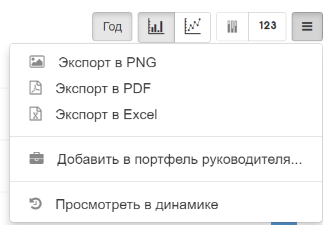 Год 123
Экспорт в PNG
Экспорт в PDF
Экспорт в Excel
Добавить в портфель руководителя...
Просмотреть в динамике